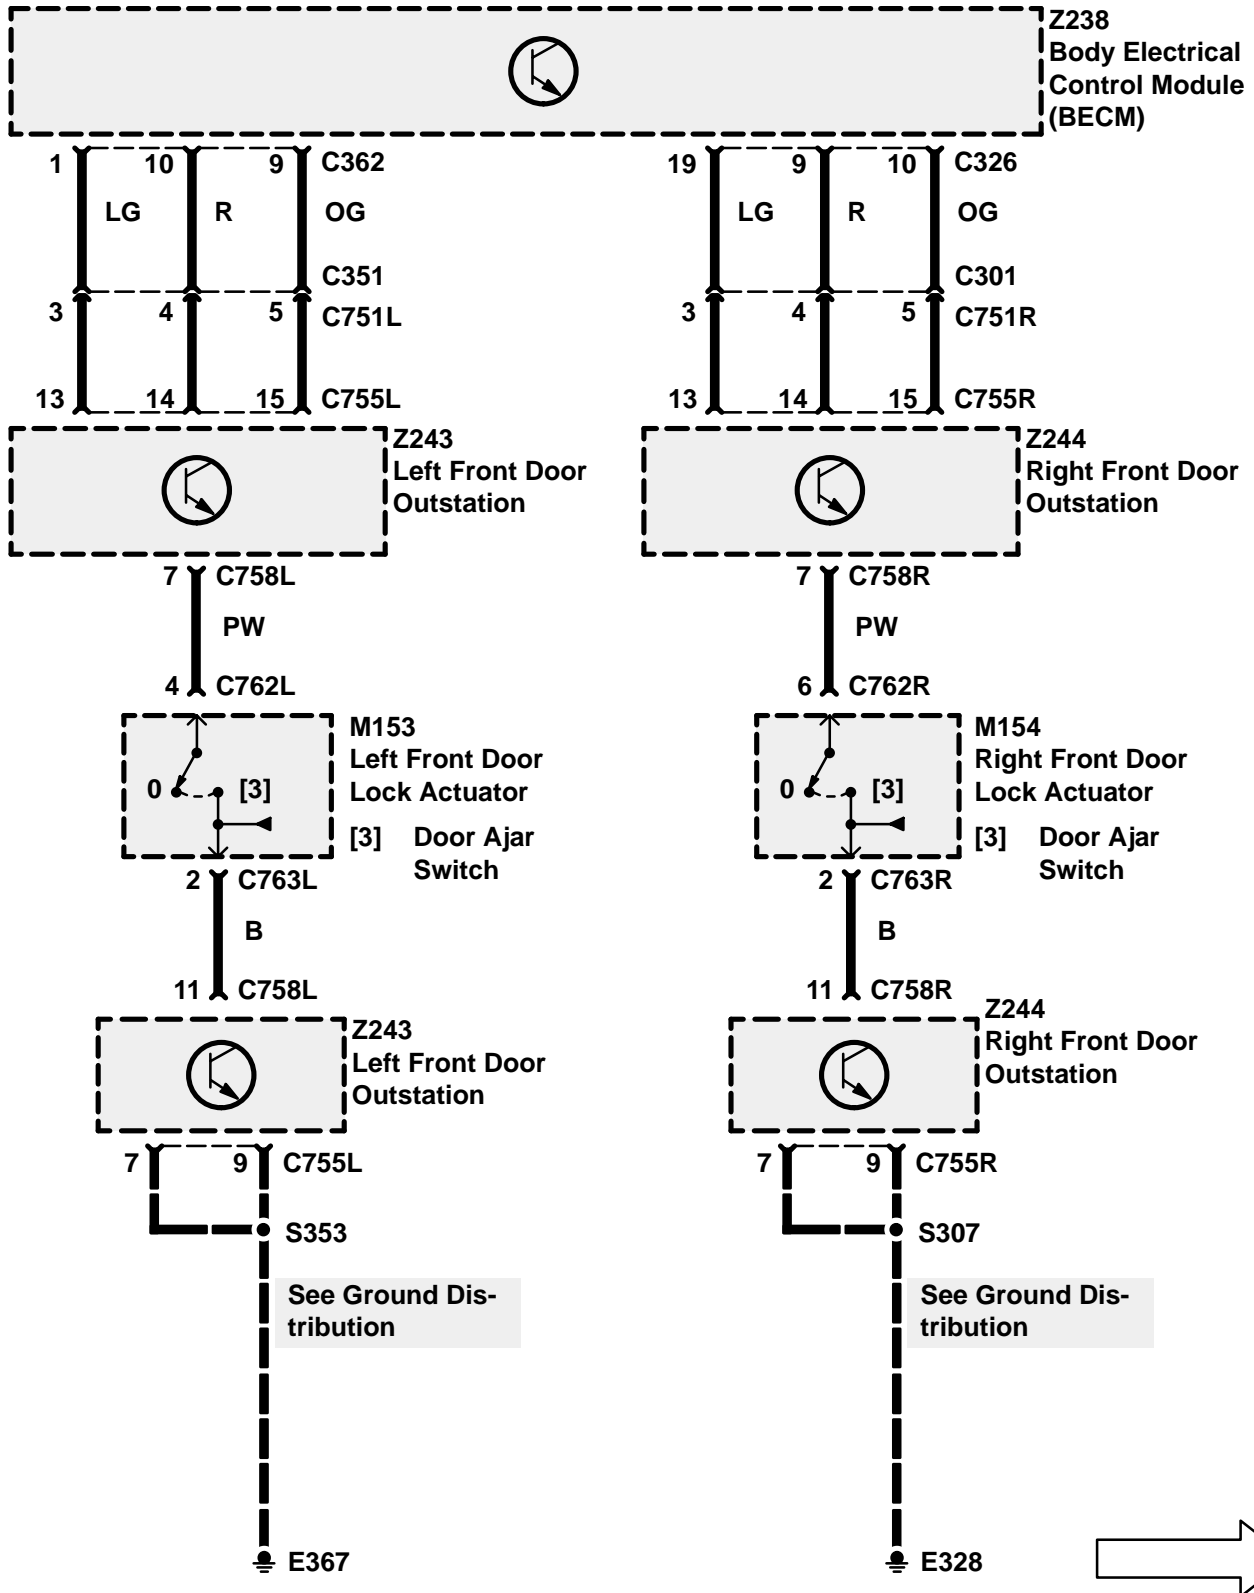 Z238
Body Electrical
Control Module
(BECM)
1 10 9 C362 19 9 10 C326
LG R OG LG R OG
C351 C301
3 4 5 C751L 3 4 5 C751R
13 14 15 C755L 13 14 15 C755R
Z243
Left Front Door
Outstation
Z244
Right Front Door
Outstation
7 C758L 7 C758R
PW PW
4 C762L 6 C762R
M153
Left Front Door
Lock Actuator
[3] Door Ajar
Switch
0 [3]
M154
Right Front Door
Lock Actuator
[3] Door Ajar
Switch
0 [3]
2 C763L 2 C763R
B B
11 C758L 11 C758R
Z243
Left Front Door
Outstation
Z244
Right Front Door
Outstation
7 9 C755L 7 9 C755R
S353 S307
See Ground Dis-
tribution
See Ground Dis-
tribution
E367 E328